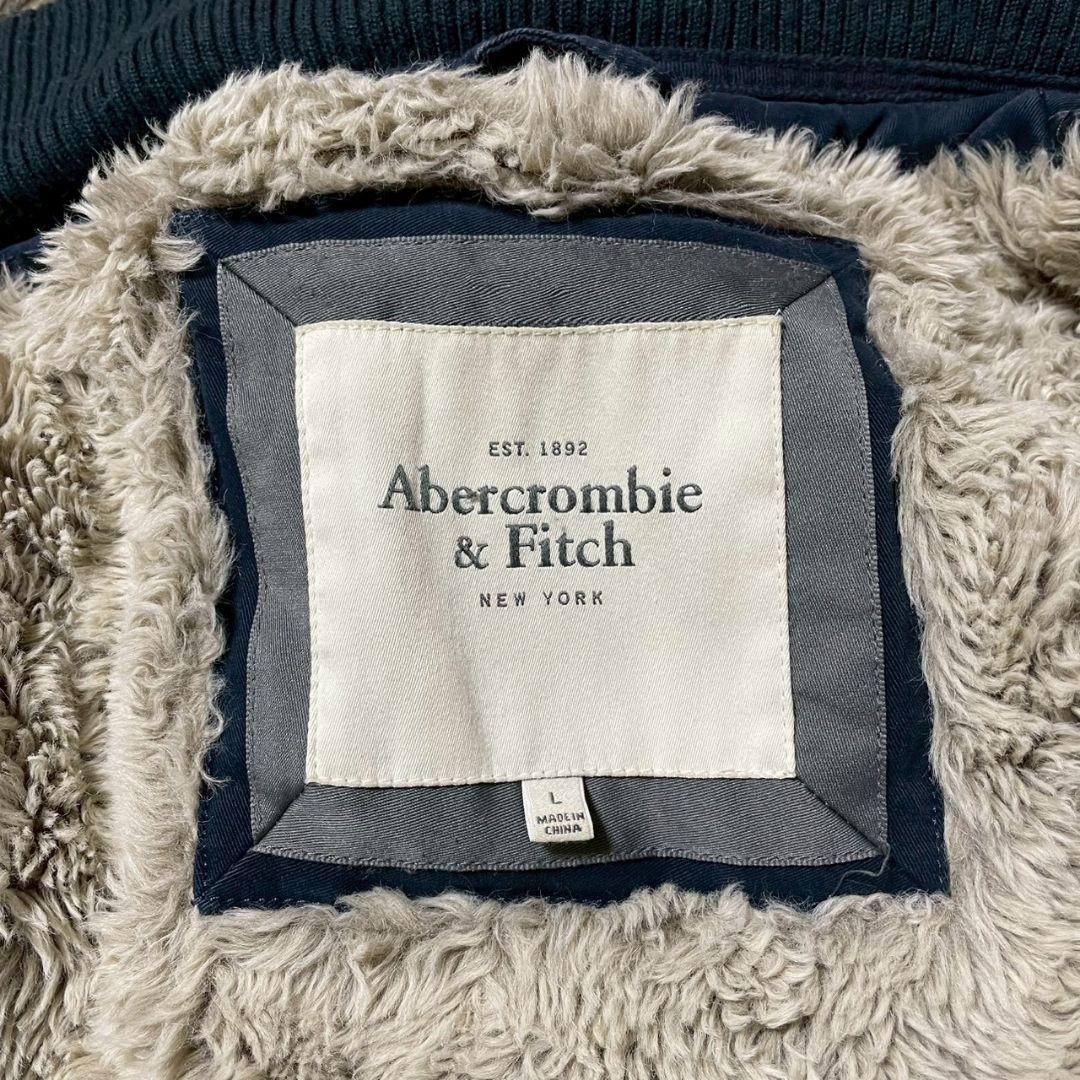 EST. 1892
Abercrombie
& Fitch
NEW YORK
L
MADE IN
CHINA